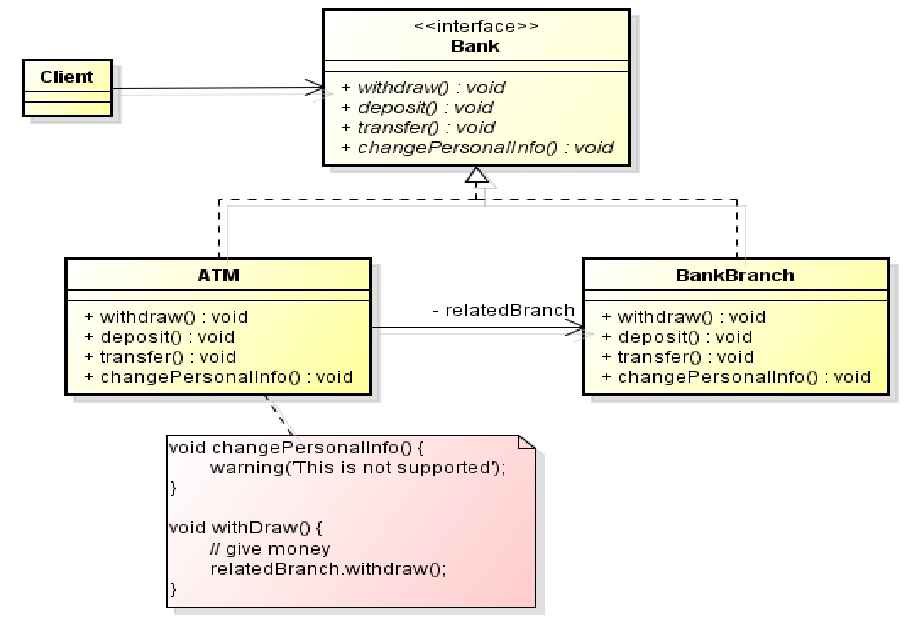 Client
<<interface>>
Bank
+ withdraw() : void
+ deposit() : void
+ transfer() : void
+ changePersonalInfo() : void
ATM
+ withdraw() : void
+ deposit() : void
+ transfer() : void
+ changePersonalInfo() : void
- relatedBranch
BankBranch
+ withdraw() : void
+ deposit() : void
+ transfer() : void
+ changePersonalInfo() : void
void changePersonalInfo() {
warning('This is not supported');
}
void withDraw() {
// give money
relatedBranch.withdraw();
}